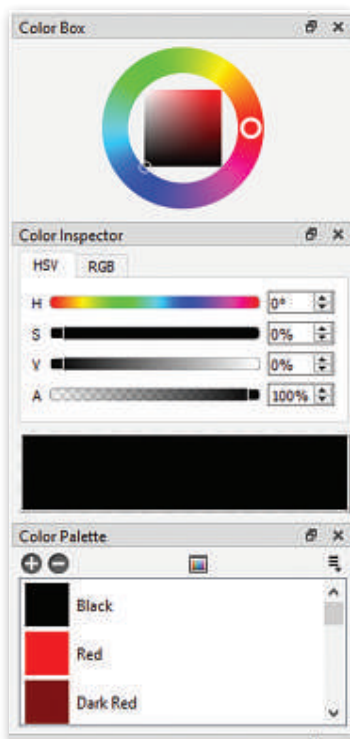 Color Box
Color Inspector
HSV RGB
H 0°
S 0%
V 0%
A 100%
Color Palette
Black
Red
Dark Red